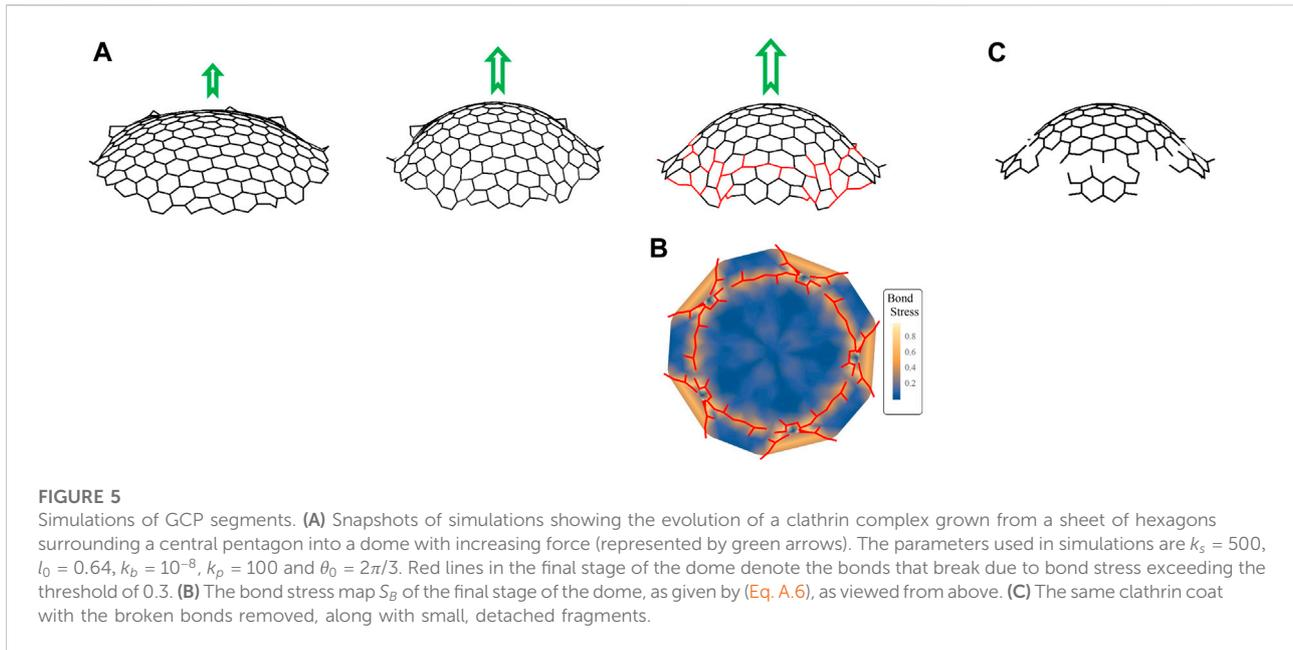 A
C
B
Bond
Stress
0.8
0.6
0.4
0.2
FIGURE 5
Simulations of GCP segments. (A) Snapshots of simulations showing the evolution of a clathrin complex grown from a sheet of hexagons
surrounding a central pentagon into a dome with increasing force (represented by green arrows). The parameters used in simulations are kₛ = 500,
l₀ = 0.64, k_b = 10⁻⁸, kₚ = 100 and θ₀ = 2π/3. Red lines in the final stage of the dome denote the bonds that break due to bond stress exceeding the
threshold of 0.3. (B) The bond stress map S_B of the final stage of the dome, as given by (Eq. A.6), as viewed from above. (C) The same clathrin coat
with the broken bonds removed, along with small, detached fragments.